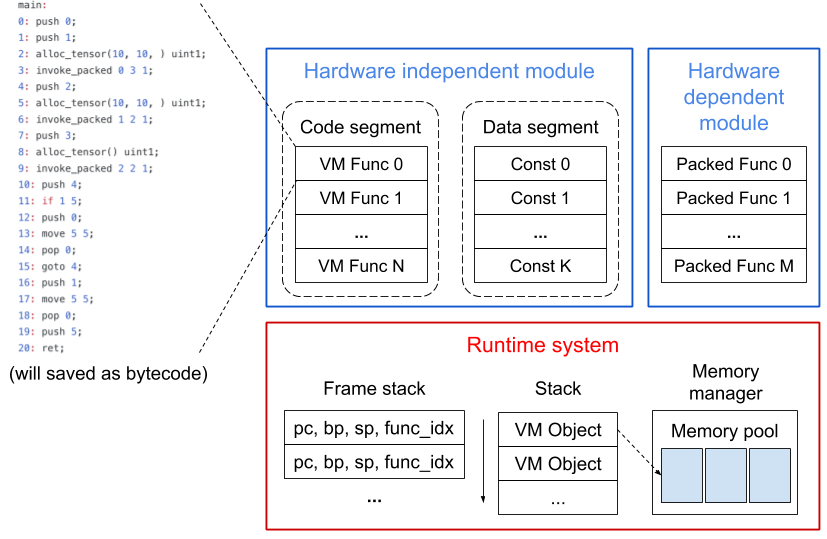 main:
0: push 0;
1: push 1;
2: alloc_tensor(10, 10, ) uint1;
3: invoke_packed 0 3 1;
4: push 2;
5: alloc_tensor(10, 10, ) uint1;
6: invoke_packed 1 2 1;
7: push 3;
8: alloc_tensor() uint1;
9: invoke_packed 2 2 1;
10: push 4;
11: if 1 5;
12: push 0;
13: move 5 5;
14: pop 0;
15: goto 4;
16: push 1;
17: move 5 5;
18: pop 0;
19: push 5;
20: ret;
(will saved as bytecode)
Hardware independent module
Code segment
VM Func 0
VM Func 1
...
VM Func N
Data segment
Const 0
Const 1
...
Const K
Hardware
dependent
module
Packed Func 0
Packed Func 1
...
Packed Func M
Runtime system
Frame stack
pc, bp, sp, func_idx
pc, bp, sp, func_idx
...
Stack
VM Object
VM Object
...
Memory
manager
Memory pool